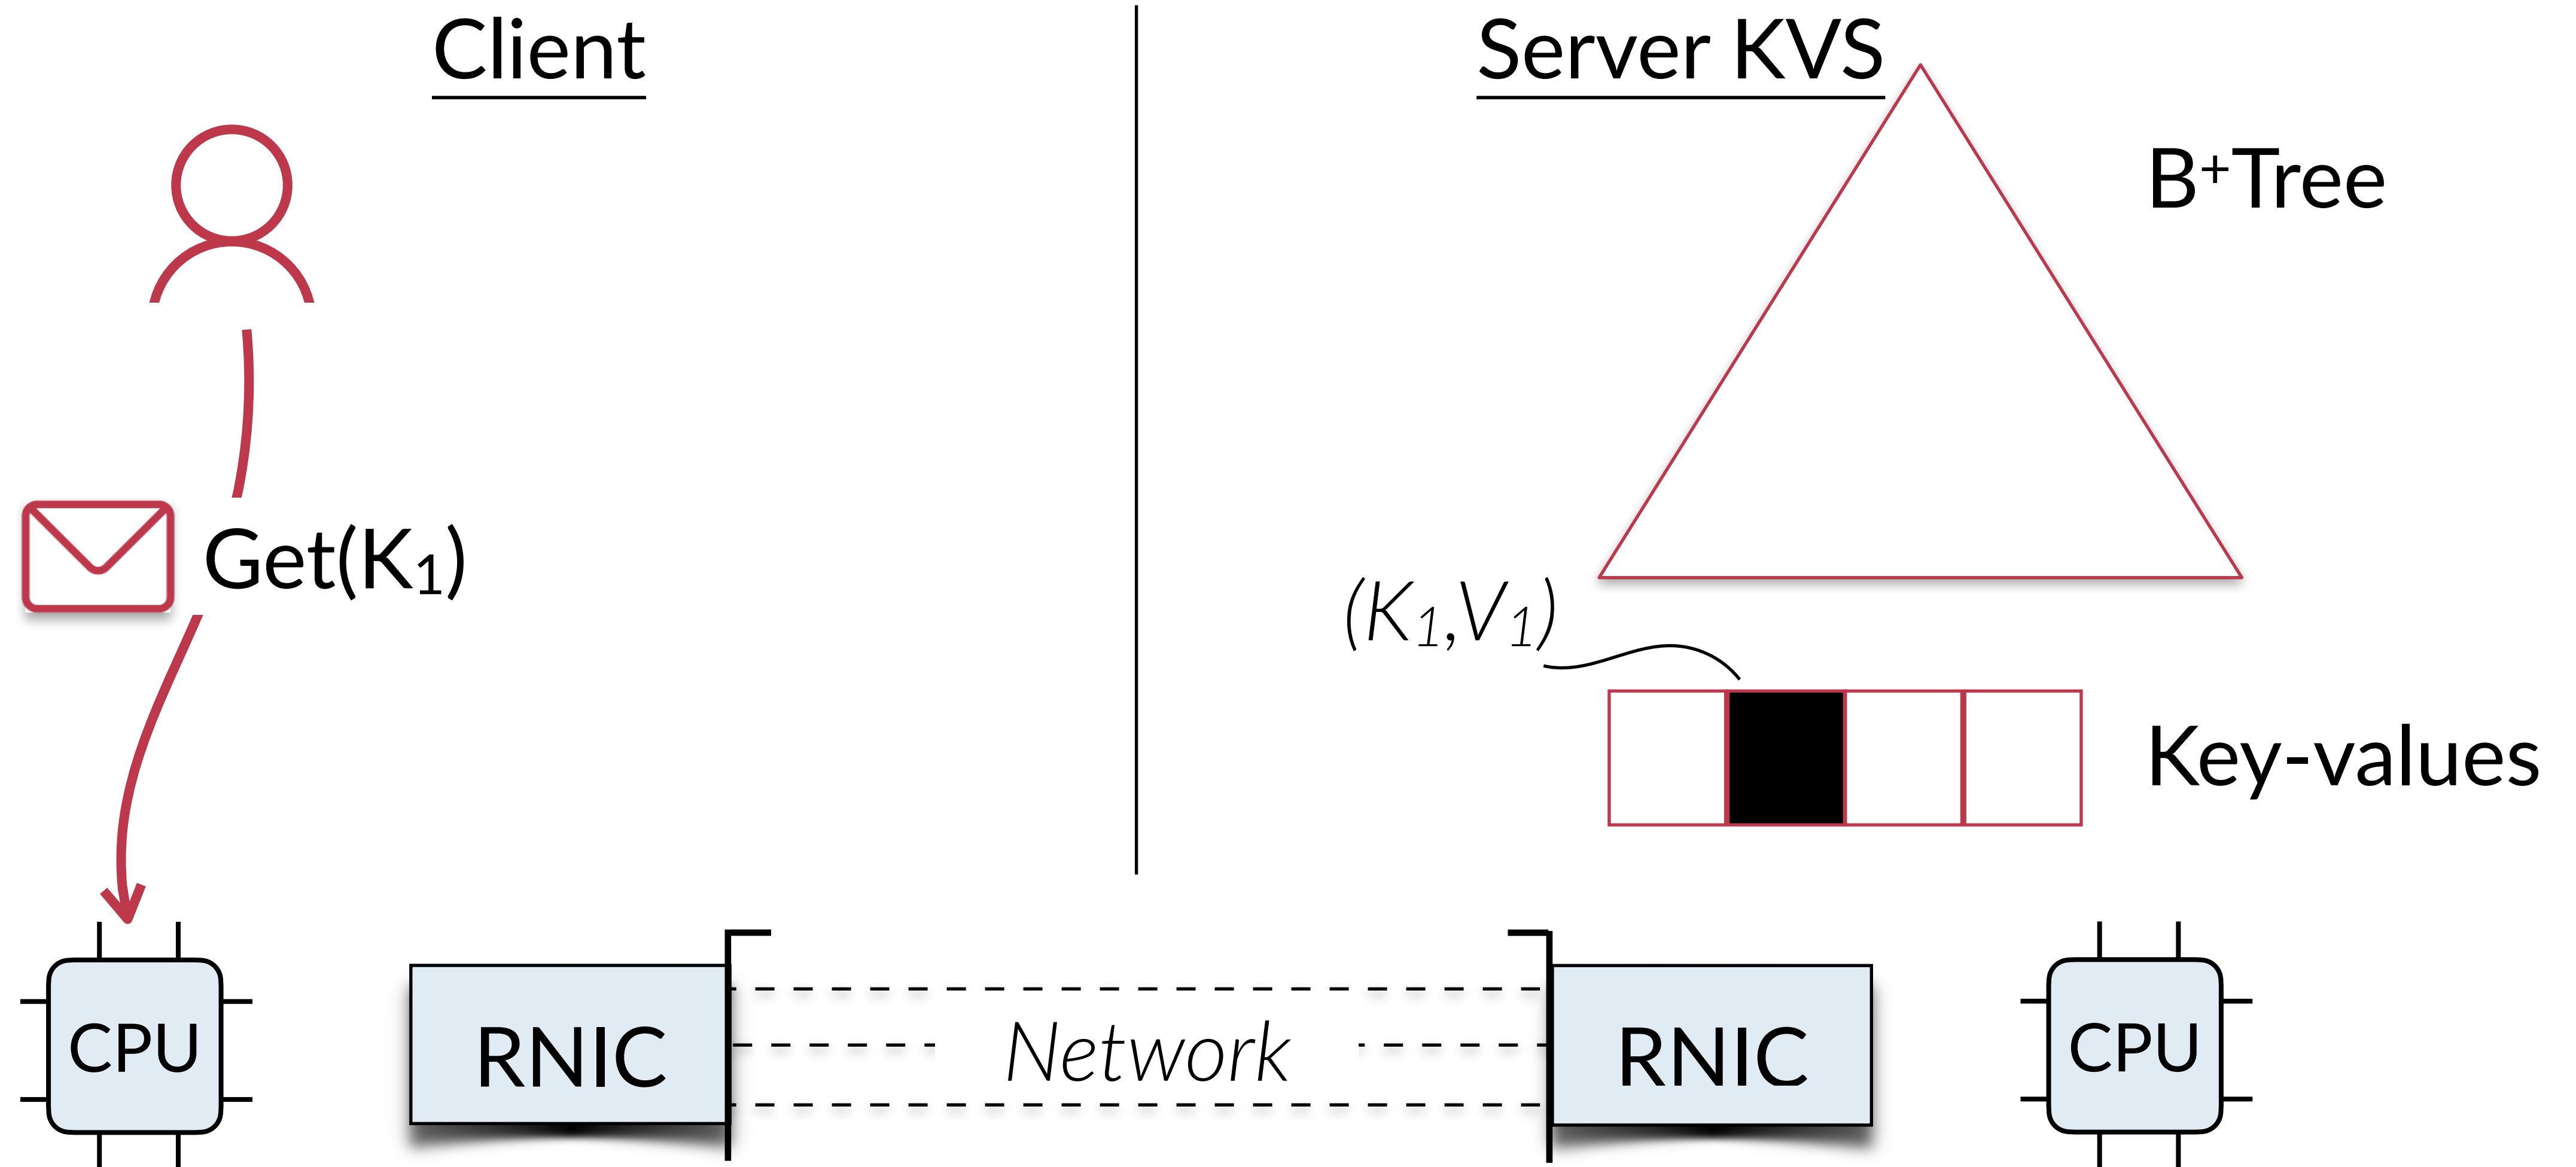 Client
Server KVS
B⁺Tree
Get(K₁)
(K₁,V₁)
Key-values
CPU
RNIC
Network
RNIC
CPU